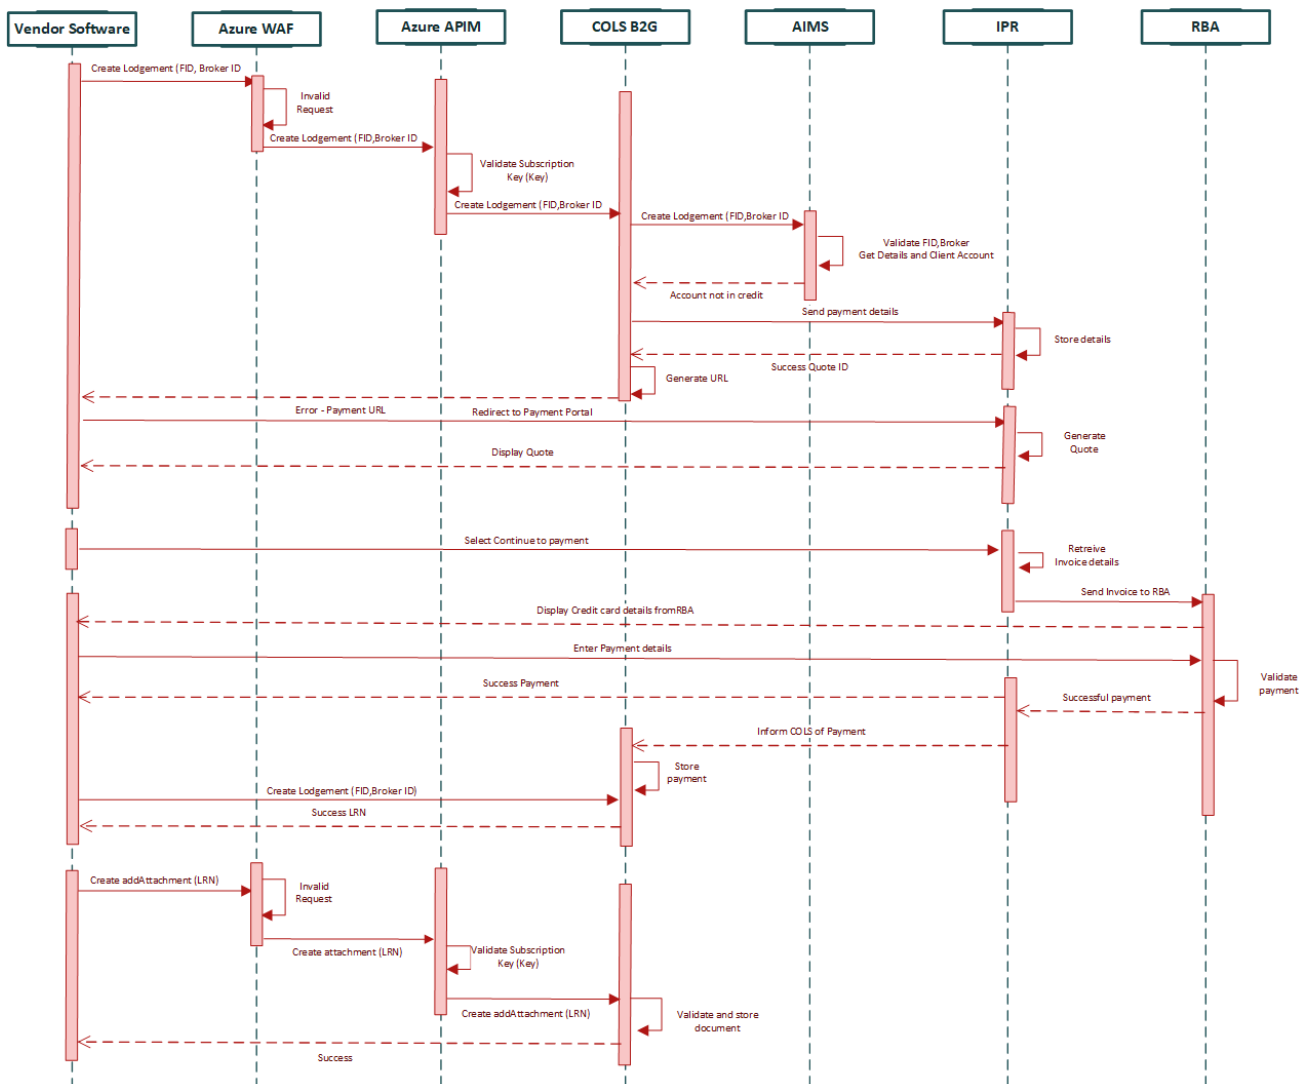 Vendor Software
Azure WAF
Azure APIM
COLS B2G
AIMS
IPR
RBA
Create Lodgement (FID, Broker ID
Invalid
Request
Create Lodgement (FID,Broker ID
Validate Subscription
Key (Key)
Create Lodgement (FID,Broker ID
Create Lodgement (FID,Broker ID
Validate FID,Broker
Get Details and Client Account
Account not in credit
Send payment details
Store details
Success Quote ID
Generate URL
Error - Payment URL
Redirect to Payment Portal
Generate
Quote
Display Quote
Select Continue to payment
Retreive
Invoice details
Send Invoice to RBA
Display Credit card details fromRBA
Enter Payment details
Validate
payment
Success Payment
Successful payment
Inform COLS of Payment
Store
payment
Create Lodgement (FID,Broker ID)
Success LRN
Create addAttachment (LRN)
Invalid
Request
Create attachment (LRN)
Validate Subscription
Key (Key)
Create addAttachment (LRN)
Validate and store
document
Success